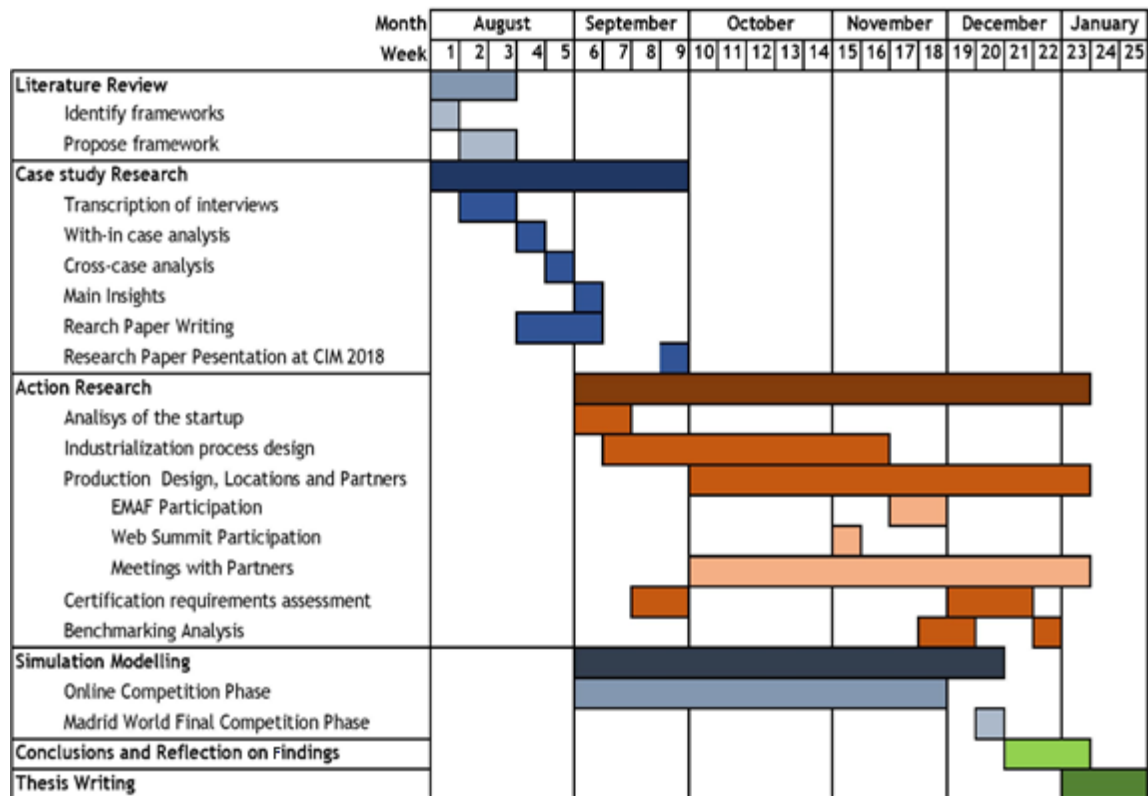 Month August September October November December January
Week 1 2 3 4 5 6 7 8 9 10 11 12 13 14 15 16 17 18 19 20 21 22 23 24 25
Literature Review
Identify frameworks
Propose framework
Case study Research
Transcription of interviews
With-in case analysis
Cross-case analysis
Main Insights
Rearch Paper Writing
Research Paper Pesentation at CIM 2018
Action Research
Analisys of the startup
Industrialization process design
Production Design, Locations and Partners
EMAF Participation
Web Summit Participation
Meetings with Partners
Certification requirements assessment
Benchmarking Analysis
Simulation Modelling
Online Competition Phase
Madrid World Final Competition Phase
Conclusions and Reflection on Findings
Thesis Writing